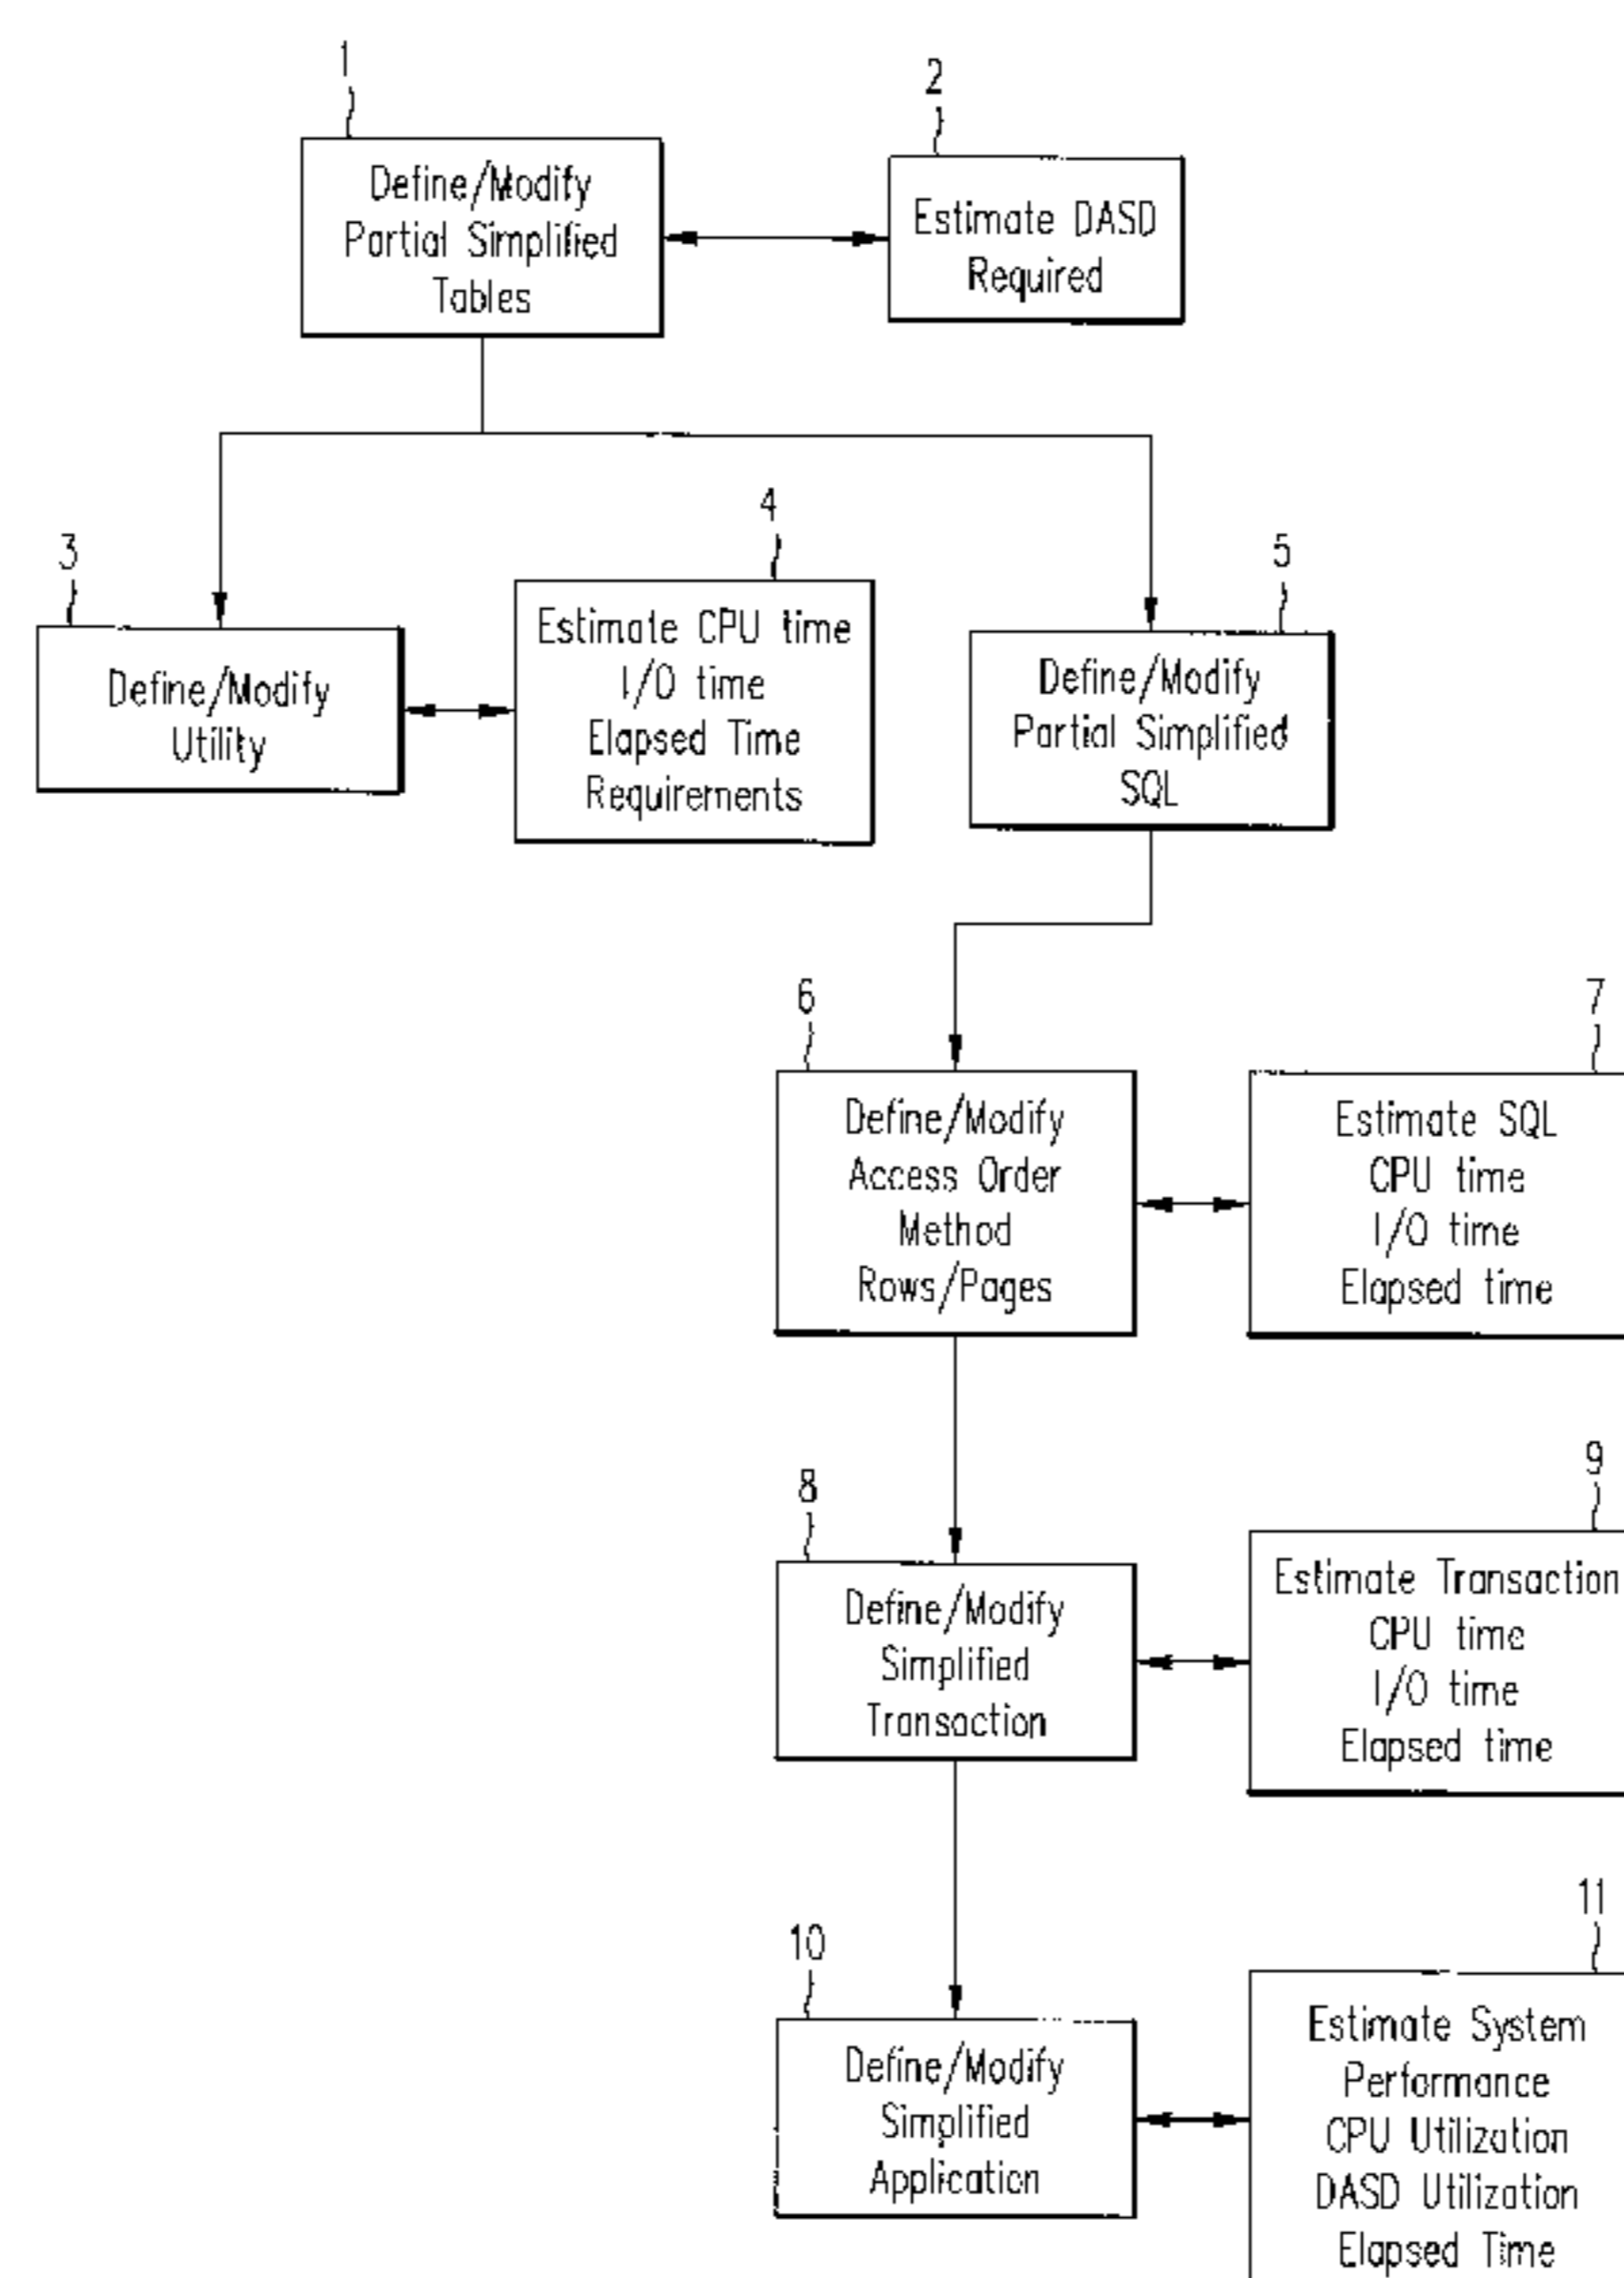 1
Define/Modify
Partial Simplified
Tables
2
Estimate DASD
Required
3
Define/Modify
Utility
4
Estimate CPU time
I/O time
Elapsed Time
Requirements
5
Define/Modify
Partial Simplified
SQL
6
Define/Modify
Access Order
Method
Rows/Pages
7
Estimate SQL
CPU time
I/O time
Elapsed time
8
Define/Modify
Simplified
Transaction
9
Estimate Transaction
CPU time
I/O time
Elapsed time
10
Define/Modify
Simplified
Application
11
Estimate System
Performance
CPU Utilization
DASD Utilization
Elapsed Time